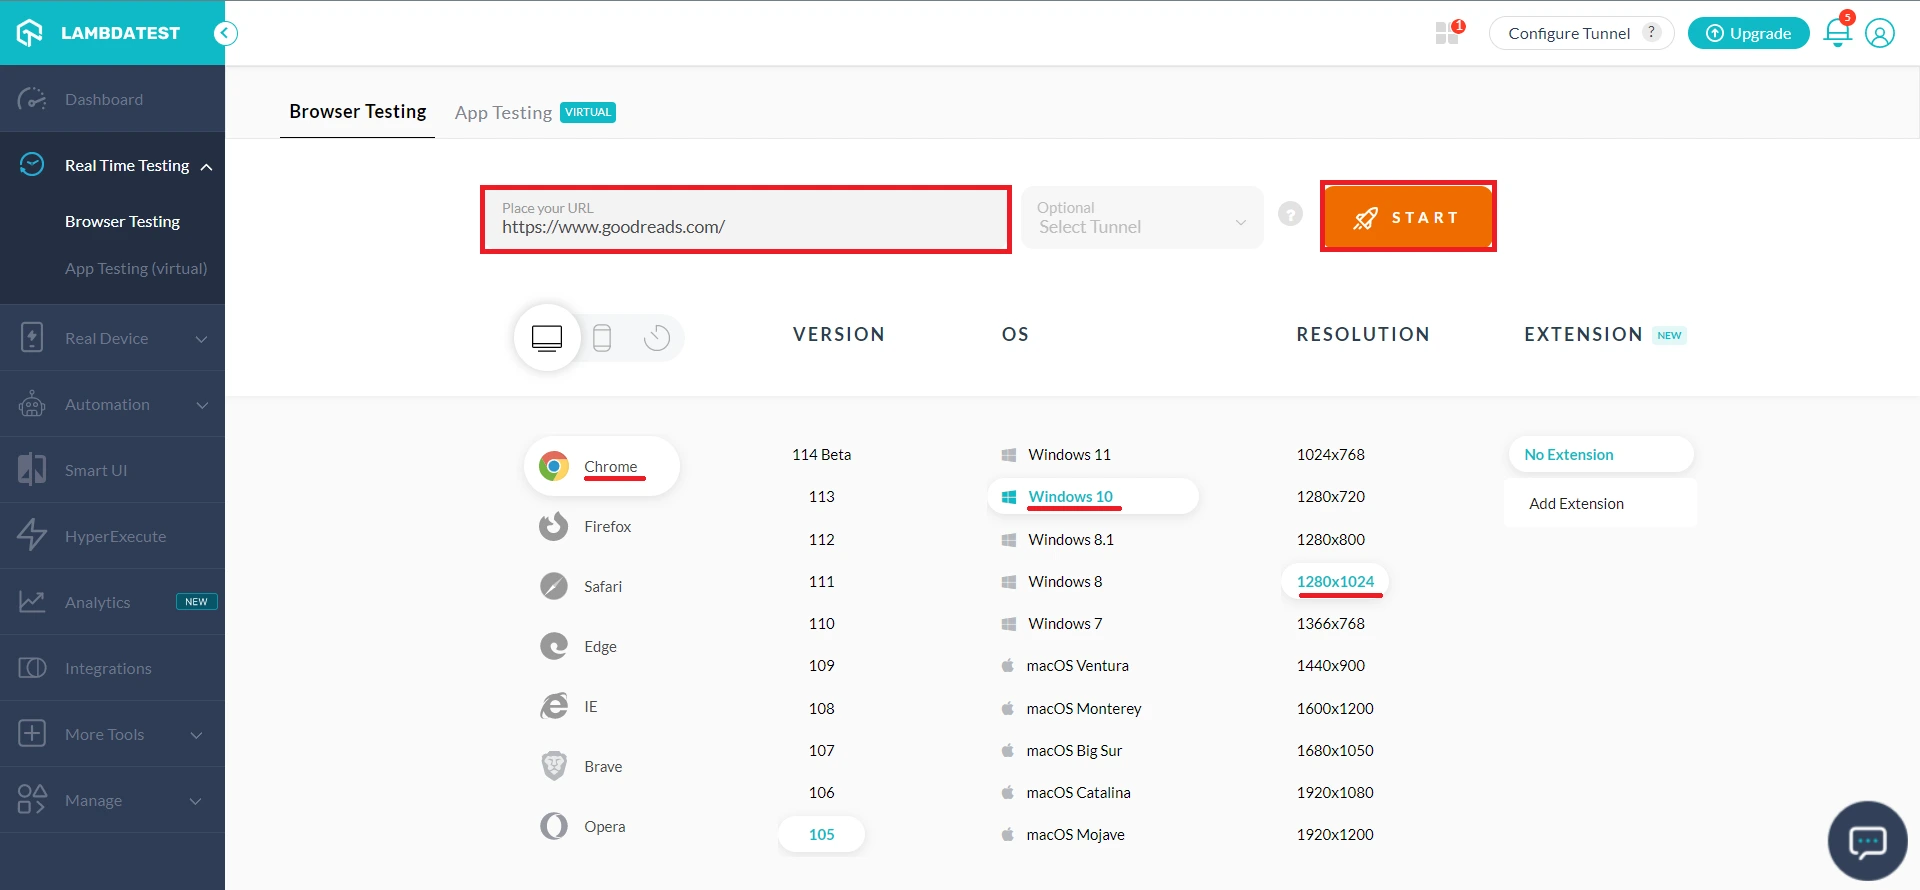 LAMBDATEST
1
Configure Tunnel ?
Upgrade
5
Dashboard
Real Time Testing
Browser Testing
App Testing (virtual)
Real Device
Automation
Smart UI
HyperExecute
Analytics NEW
Integrations
More Tools
Manage
Browser Testing
App Testing VIRTUAL
Place your URL
https://www.goodreads.com/
Optional
Select Tunnel
?
START
VERSION
OS
RESOLUTION
EXTENSION NEW
Chrome
Firefox
Safari
Edge
IE
Brave
Opera
114 Beta
113
112
111
110
109
108
107
106
105
Windows 11
Windows 10
Windows 8.1
Windows 8
Windows 7
macOS Ventura
macOS Monterey
macOS Big Sur
macOS Catalina
macOS Mojave
1024x768
1280x720
1280x800
1280x1024
1366x768
1440x900
1600x1200
1680x1050
1920x1080
1920x1200
No Extension
Add Extension